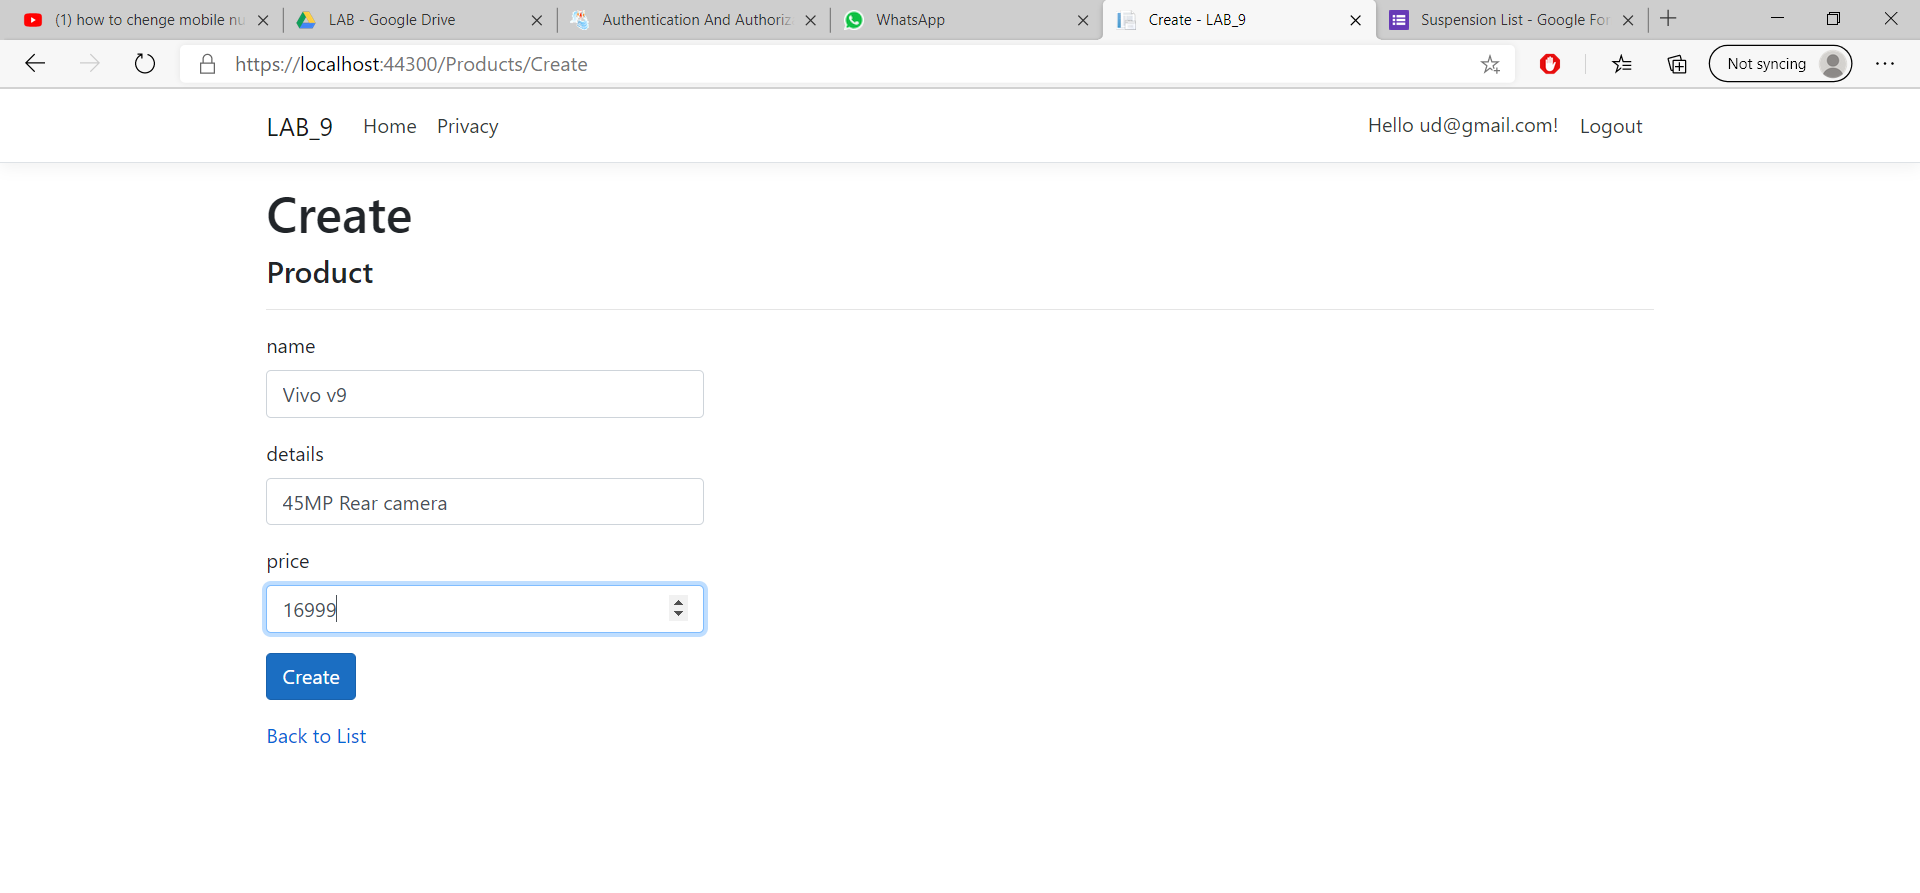 (1) how to chenge mobile nu
LAB - Google Drive
Authentication And Authoriz
WhatsApp
Create - LAB_9
Suspension List - Google For
https://localhost:44300/Products/Create
Not syncing
LAB_9 Home Privacy
Hello ud@gmail.com! Logout
Create
Product
name
Vivo v9
details
45MP Rear camera
price
16999
Create
Back to List